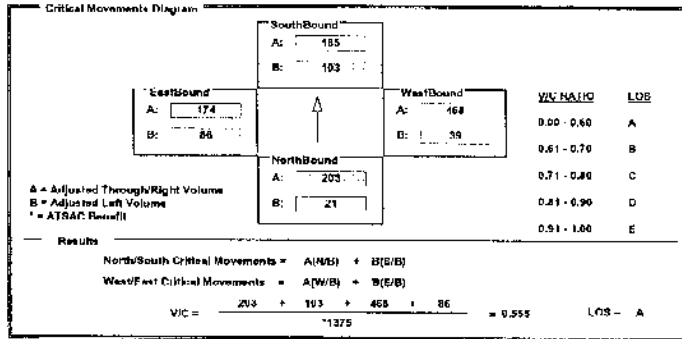 Critical Movements Diagram
SouthBound
A: 185
B: 103
EastBound
A: 174
B: 86
WestBound
A: 468
B: 39
NorthBound
A: 203
B: 21
V/C RATIO LOS
0.00 - 0.60 A
0.61 - 0.70 B
0.71 - 0.80 C
0.81 - 0.90 D
0.91 - 1.00 E
A = Adjusted Through/Right Volume
B = Adjusted Left Volume
* = ATSAC Benefit
Results
North/South Critical Movements = A(N/B) + B(S/B)
West/East Critical Movements = A(W/B) + B(E/B)
V/C = 203 + 103 + 468 + 86 = 0.555 LOS = A
*1375